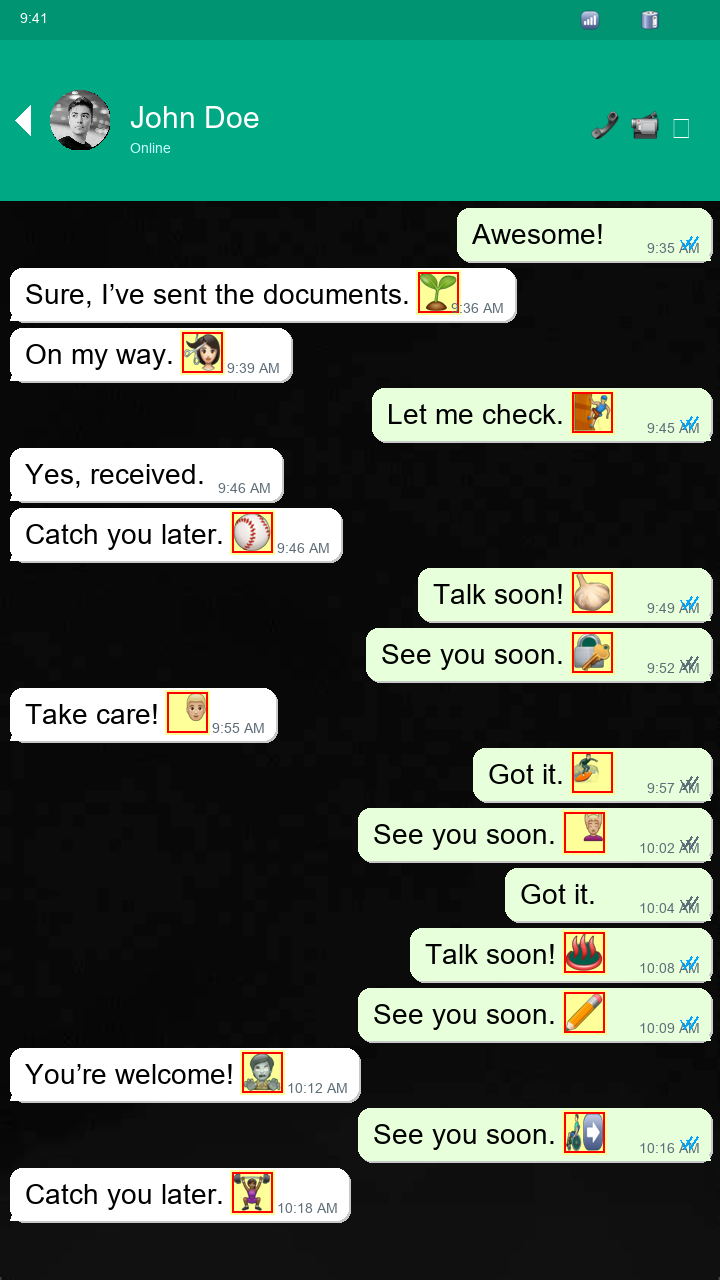 9:41
John Doe
Online
Awesome! 9:35 AM
Sure, I’ve sent the documents. 9:36 AM
On my way. 9:39 AM
Let me check. 9:45 AM
Yes, received. 9:46 AM
Catch you later. 9:46 AM
Talk soon! 9:49 AM
See you soon. 9:52 AM
Take care! 9:55 AM
Got it. 9:57 AM
See you soon. 10:02 AM
Got it. 10:04 AM
Talk soon! 10:08 AM
See you soon. 10:09 AM
You’re welcome! 10:12 AM
See you soon. 10:16 AM
Catch you later. 10:18 AM